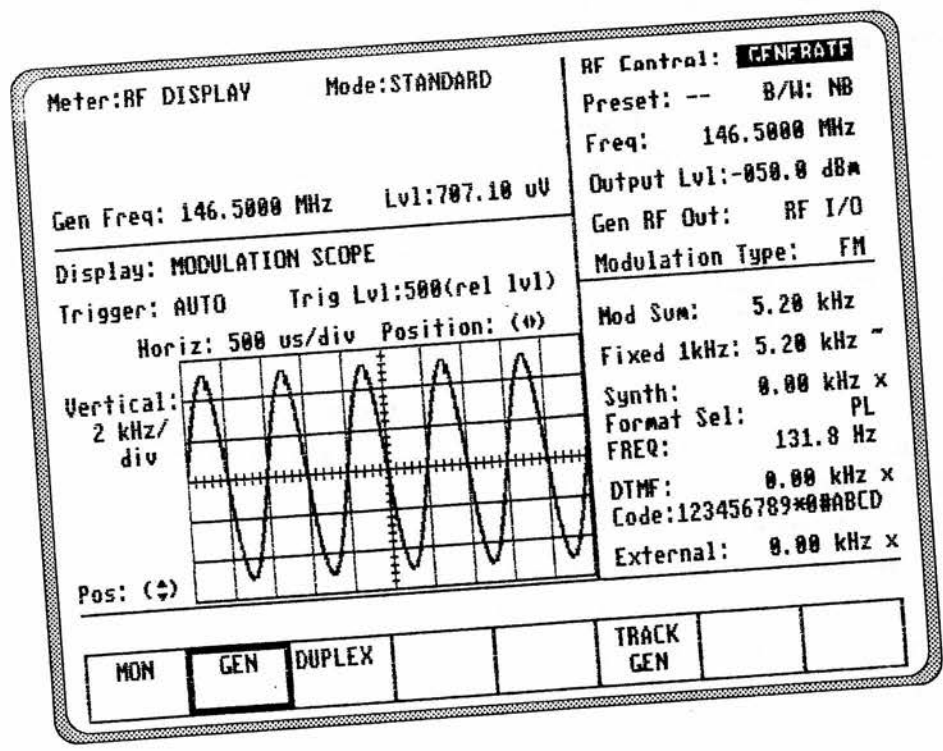 Meter:RF DISPLAY Mode:STANDARD
Gen Freq: 146.5000 MHz Lvl:707.10 uV
RF Control: GENERATE
Preset: -- B/W: NB
Freq: 146.5000 MHz
Output Lvl:-050.0 dBm
Gen RF Out: RF I/O
Modulation Type: FM
Display: MODULATION SCOPE
Trigger: AUTO Trig Lvl:500(rel lvl)
Horiz: 500 us/div Position: (◊)
Vertical:
2 kHz/
div
Pos: (⬍)
Mod Sum: 5.20 kHz
Fixed 1kHz: 5.20 kHz ~
Synth: 0.00 kHz x
Format Sel: PL
FREQ: 131.8 Hz
DTMF: 0.00 kHz x
Code:123456789*0#ABCD
External: 0.00 kHz x
MON GEN DUPLEX TRACK
GEN